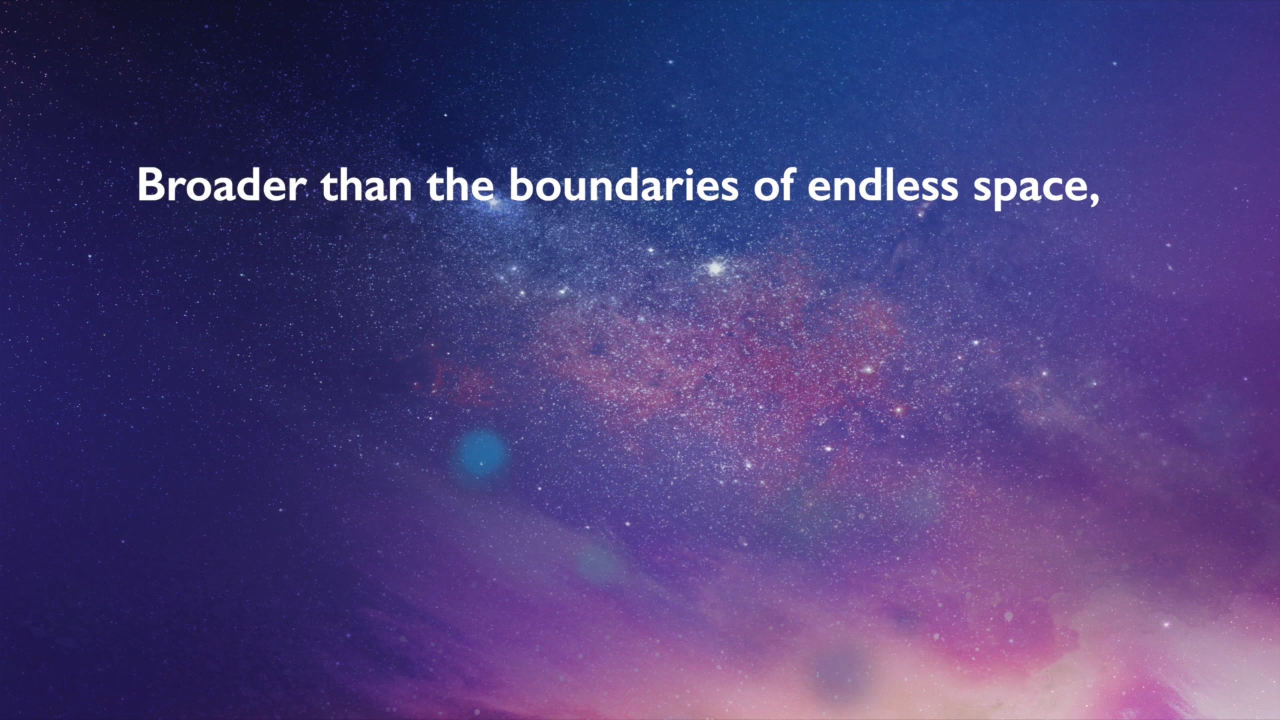 Broader than the boundaries of endless space,